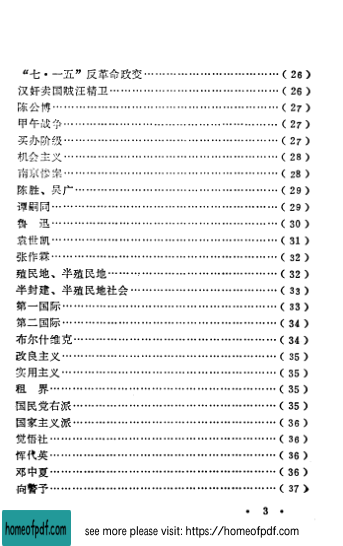 “七·一五”反革命政变……………………………(26)
汉奸卖国贼汪精卫……………………………(26)
陈公博……………………………(27)
甲午战争……………………………(27)
买办阶级……………………………(27)
机会主义……………………………(28)
南京惨案……………………………(28)
陈胜、吴广……………………………(29)
谭嗣同……………………………(29)
鲁　迅……………………………(30)
袁世凯……………………………(31)
张作霖……………………………(32)
殖民地、半殖民地……………………………(32)
半封建、半殖民地社会……………………………(33)
第一国际……………………………(33)
第二国际……………………………(34)
布尔什维克……………………………(34)
改良主义……………………………(35)
实用主义……………………………(35)
租　界……………………………(35)
国民党右派……………………………(35)
国家主义派……………………………(36)
觉悟社……………………………(36)
恽代英……………………………(36)
邓中夏……………………………(36)
向警予……………………………(37)
• 3 •
homeofpdf.com
see more please visit: https://homeofpdf.com